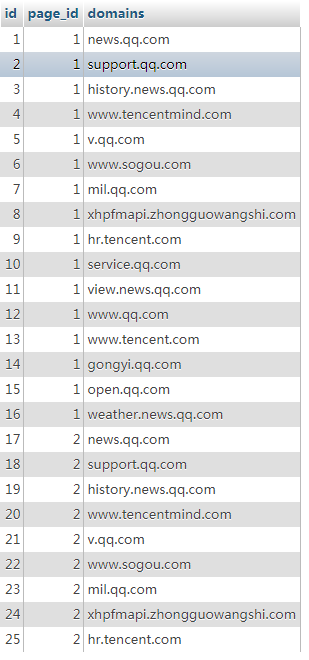 id page_id domains
1 1 news.qq.com
2 1 support.qq.com
3 1 history.news.qq.com
4 1 www.tencentmind.com
5 1 v.qq.com
6 1 www.sogou.com
7 1 mil.qq.com
8 1 xhpfmapi.zhongguowangshi.com
9 1 hr.tencent.com
10 1 service.qq.com
11 1 view.news.qq.com
12 1 www.qq.com
13 1 www.tencent.com
14 1 gongyi.qq.com
15 1 open.qq.com
16 1 weather.news.qq.com
17 2 news.qq.com
18 2 support.qq.com
19 2 history.news.qq.com
20 2 www.tencentmind.com
21 2 v.qq.com
22 2 www.sogou.com
23 2 mil.qq.com
24 2 xhpfmapi.zhongguowangshi.com
25 2 hr.tencent.com